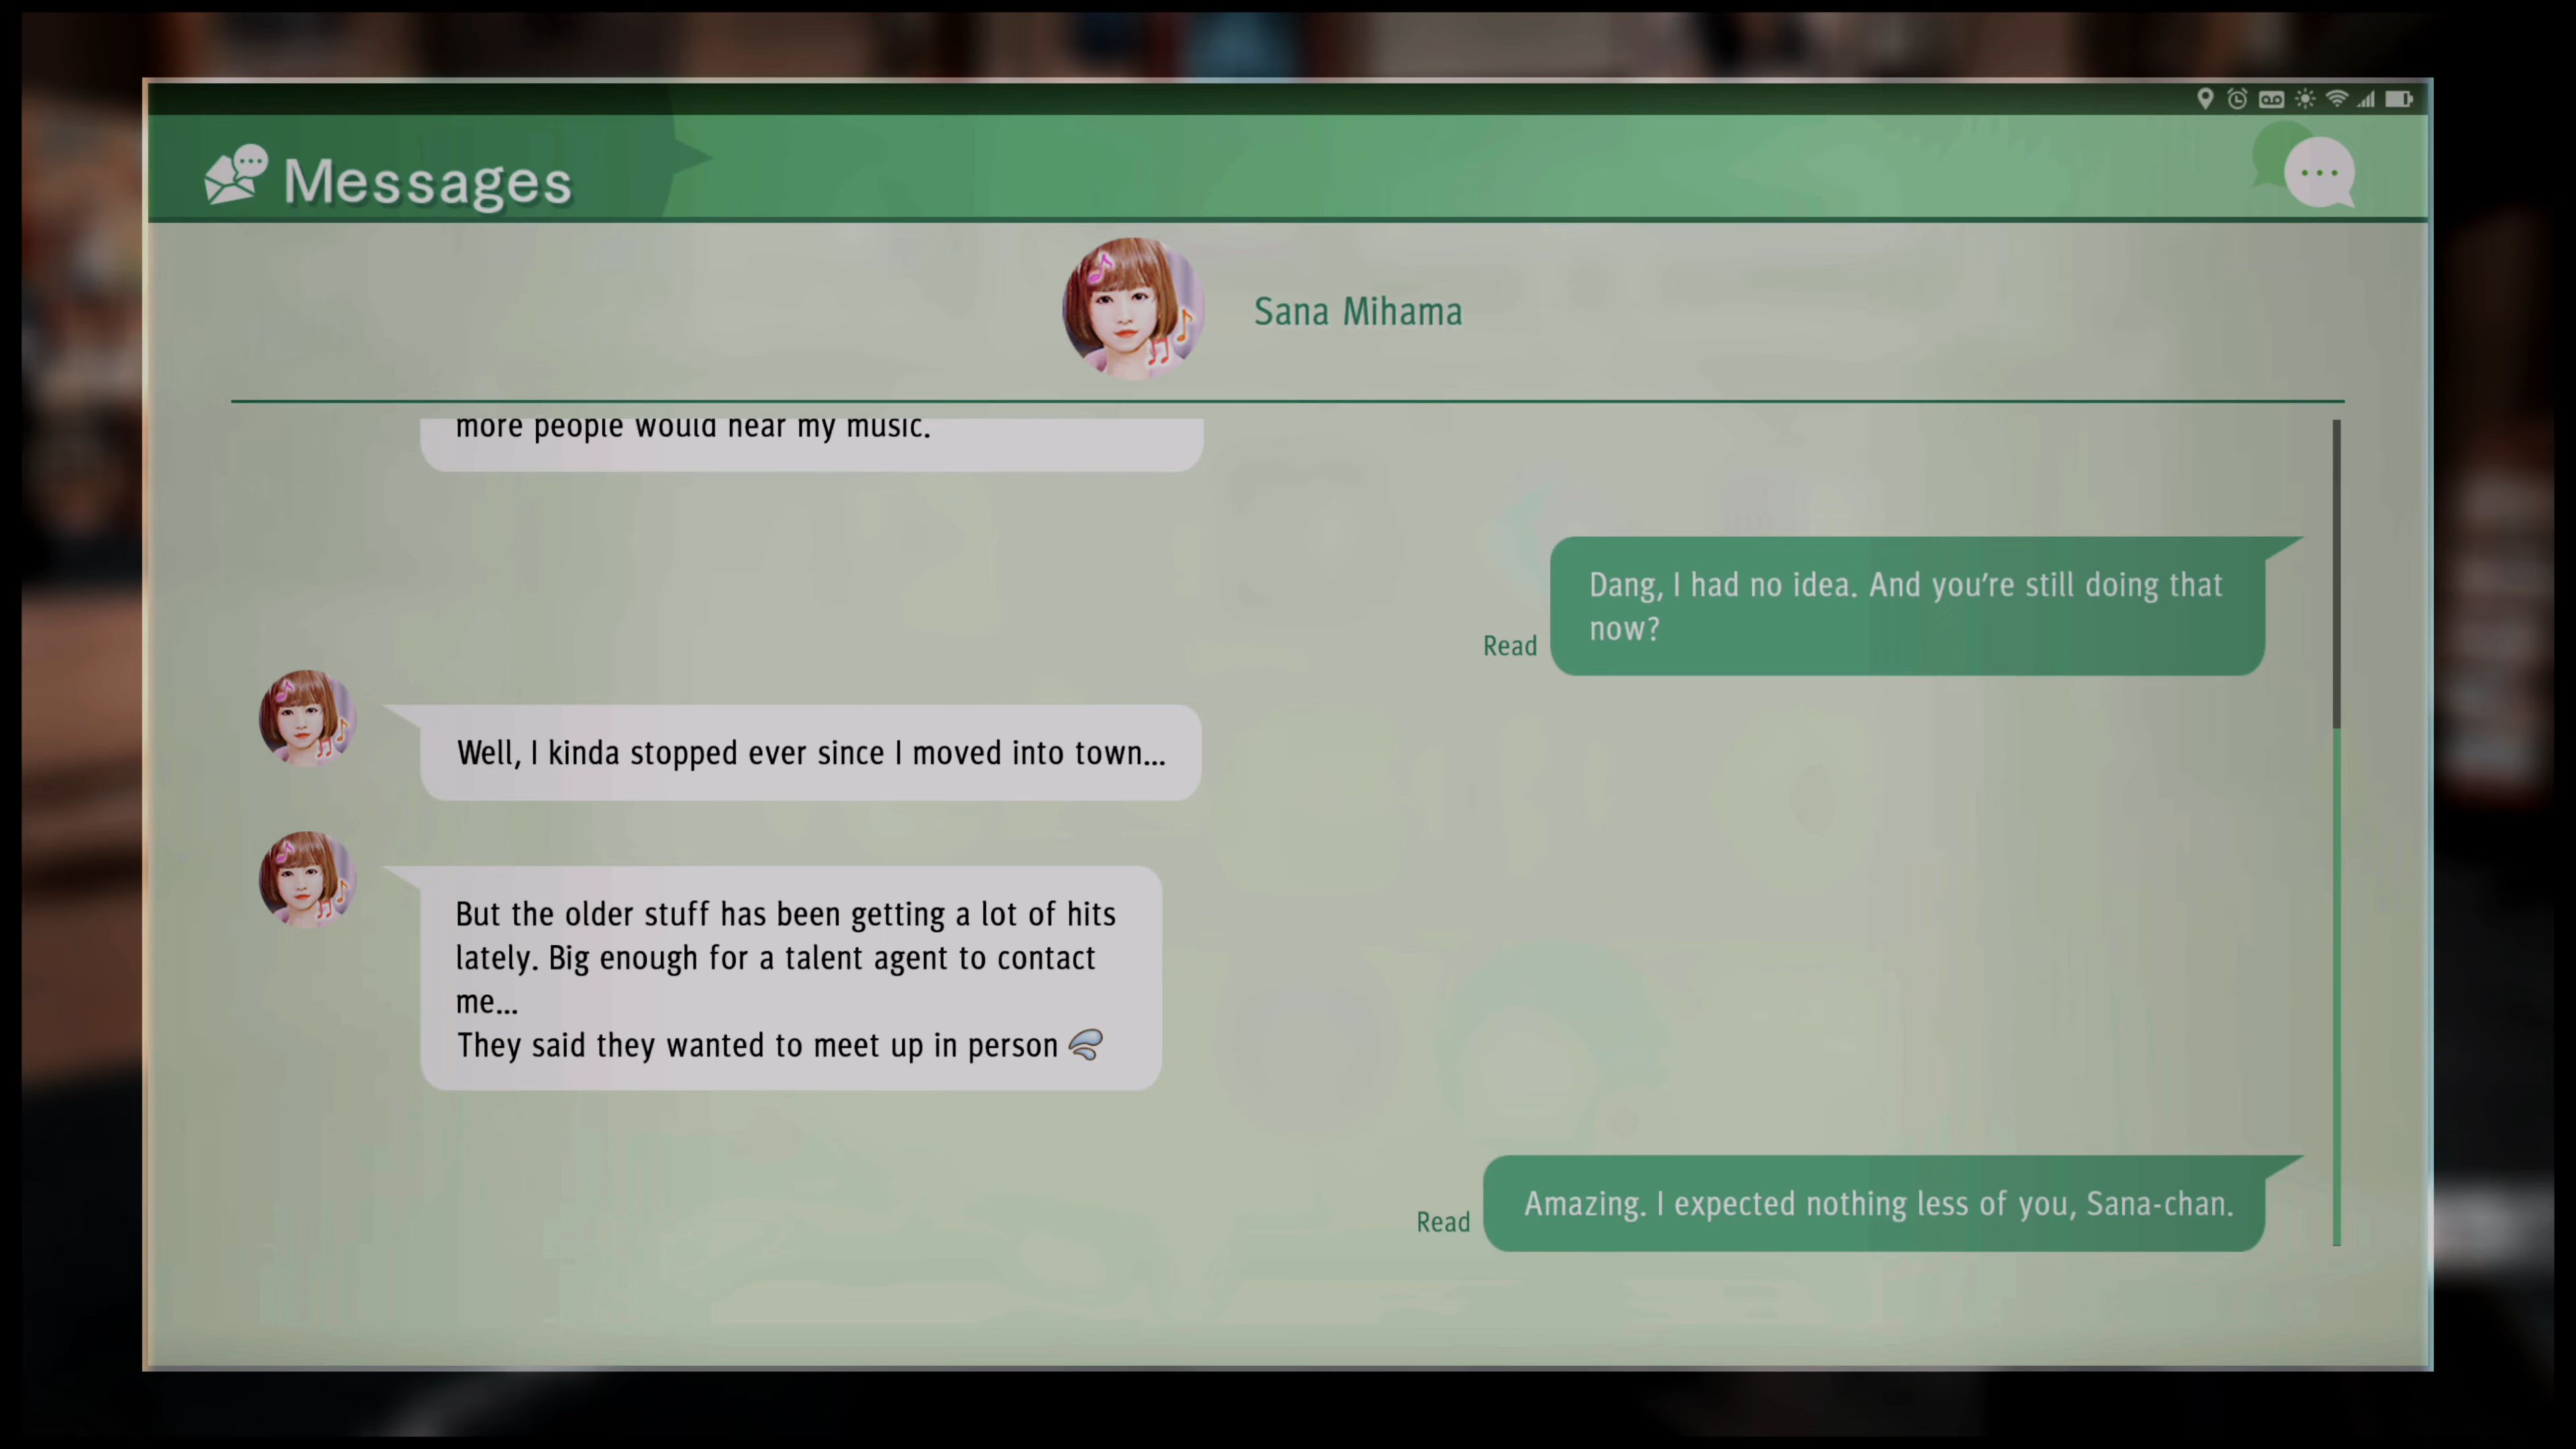 Messages
Sana Mihama
more people would hear my music.
Dang, I had no idea. And you're still doing that
now?
Read
Well, I kinda stopped ever since I moved into town...
But the older stuff has been getting a lot of hits
lately. Big enough for a talent agent to contact
me...
They said they wanted to meet up in person 💦
Amazing. I expected nothing less of you, Sana-chan.
Read